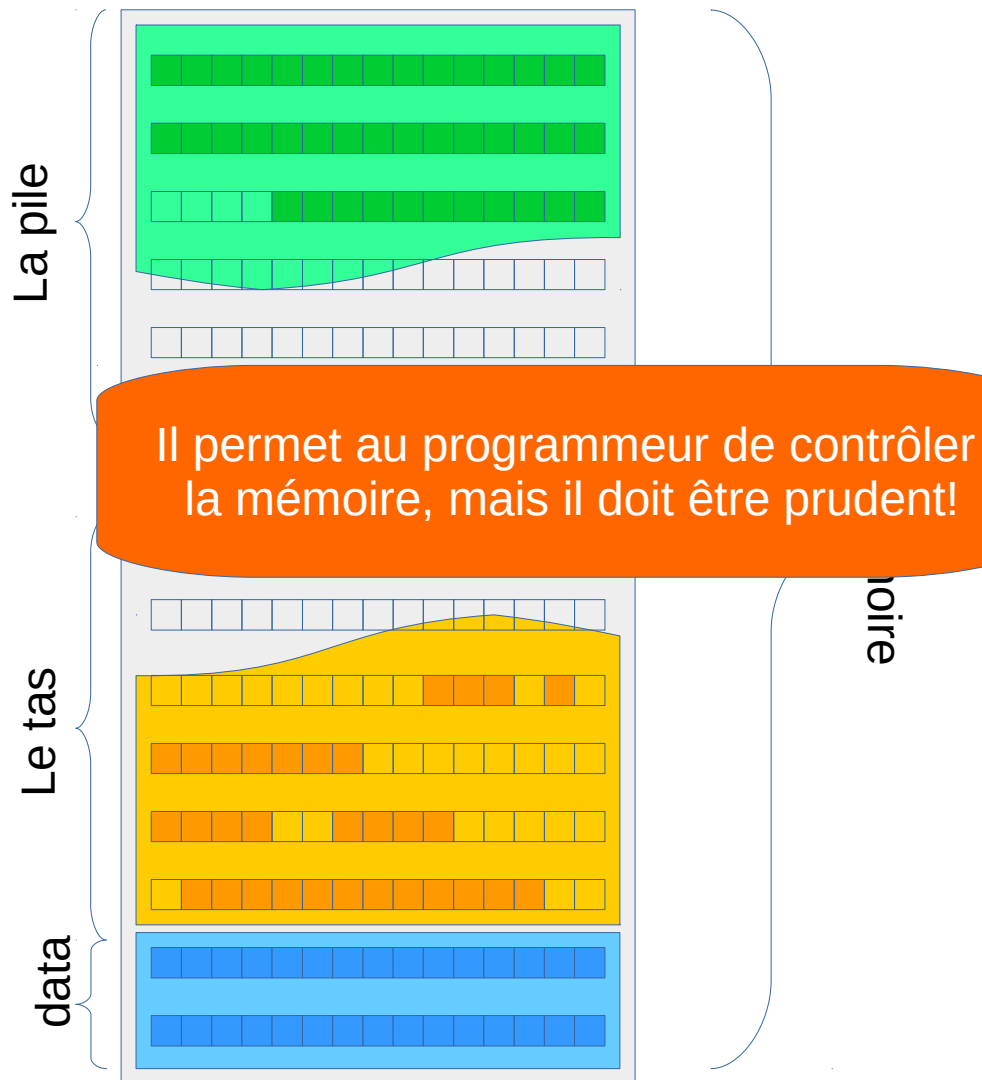 La pile
Il permet au programmeur de contrôler
la mémoire, mais il doit être prudent!
Le tas
data